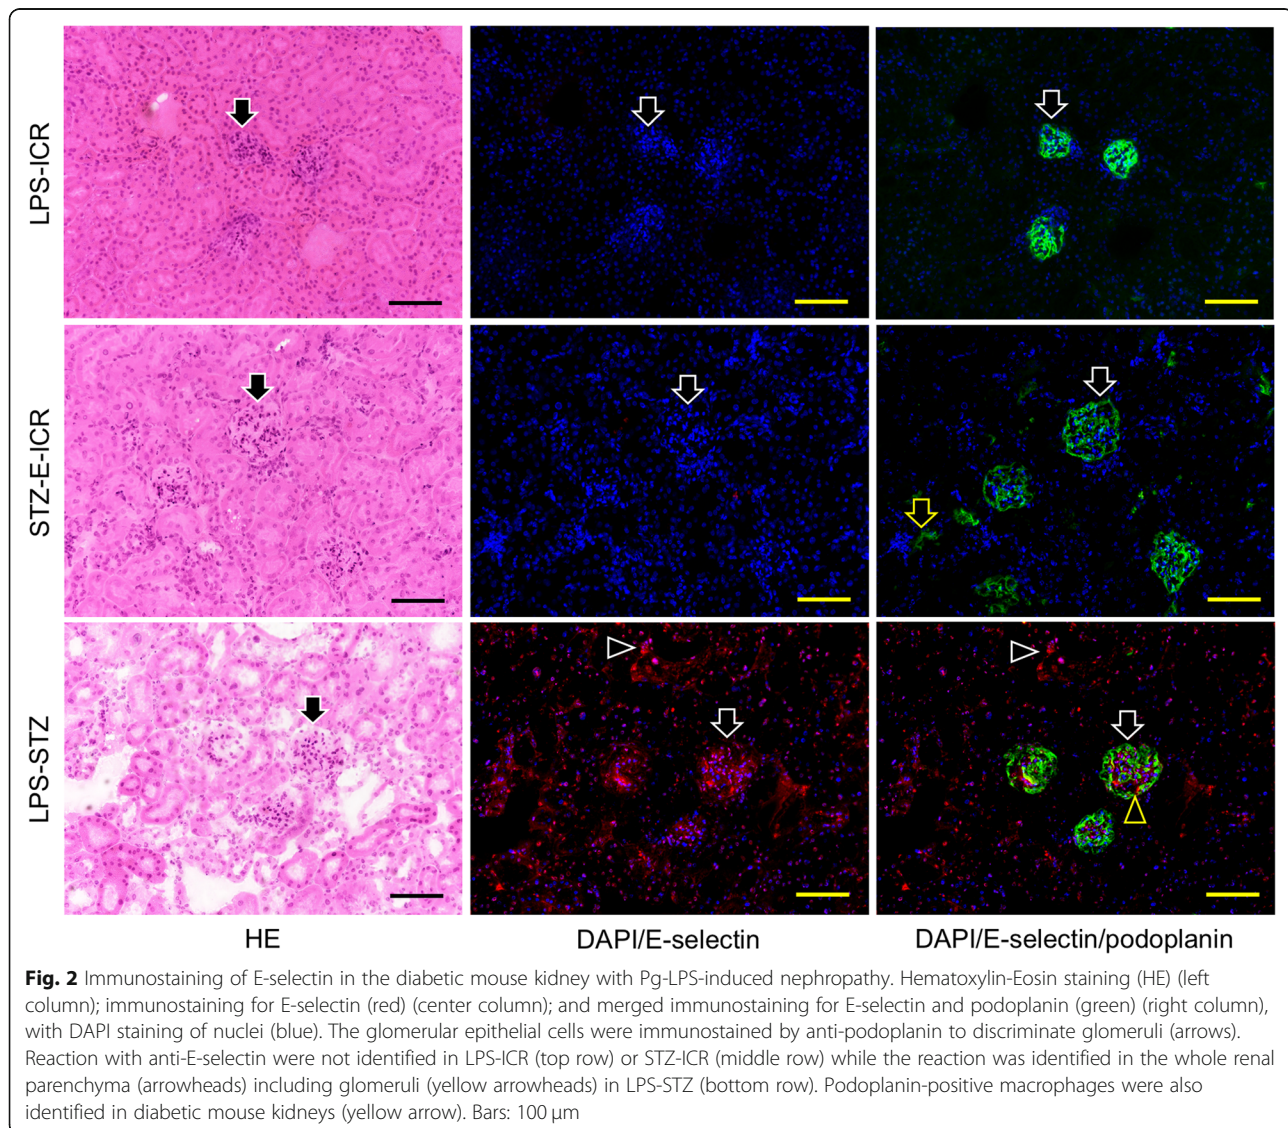 LPS-ICR
STZ-E-ICR
LPS-STZ
HE
DAPI/E-selectin
DAPI/E-selectin/podoplanin
Fig. 2 Immunostaining of E-selectin in the diabetic mouse kidney with Pg-LPS-induced nephropathy. Hematoxylin-Eosin staining (HE) (left
column); immunostaining for E-selectin (red) (center column); and merged immunostaining for E-selectin and podoplanin (green) (right column),
with DAPI staining of nuclei (blue). The glomerular epithelial cells were immunostained by anti-podoplanin to discriminate glomeruli (arrows).
Reaction with anti-E-selectin were not identified in LPS-ICR (top row) or STZ-ICR (middle row) while the reaction was identified in the whole renal
parenchyma (arrowheads) including glomeruli (yellow arrowheads) in LPS-STZ (bottom row). Podoplanin-positive macrophages were also
identified in diabetic mouse kidneys (yellow arrow). Bars: 100 μm